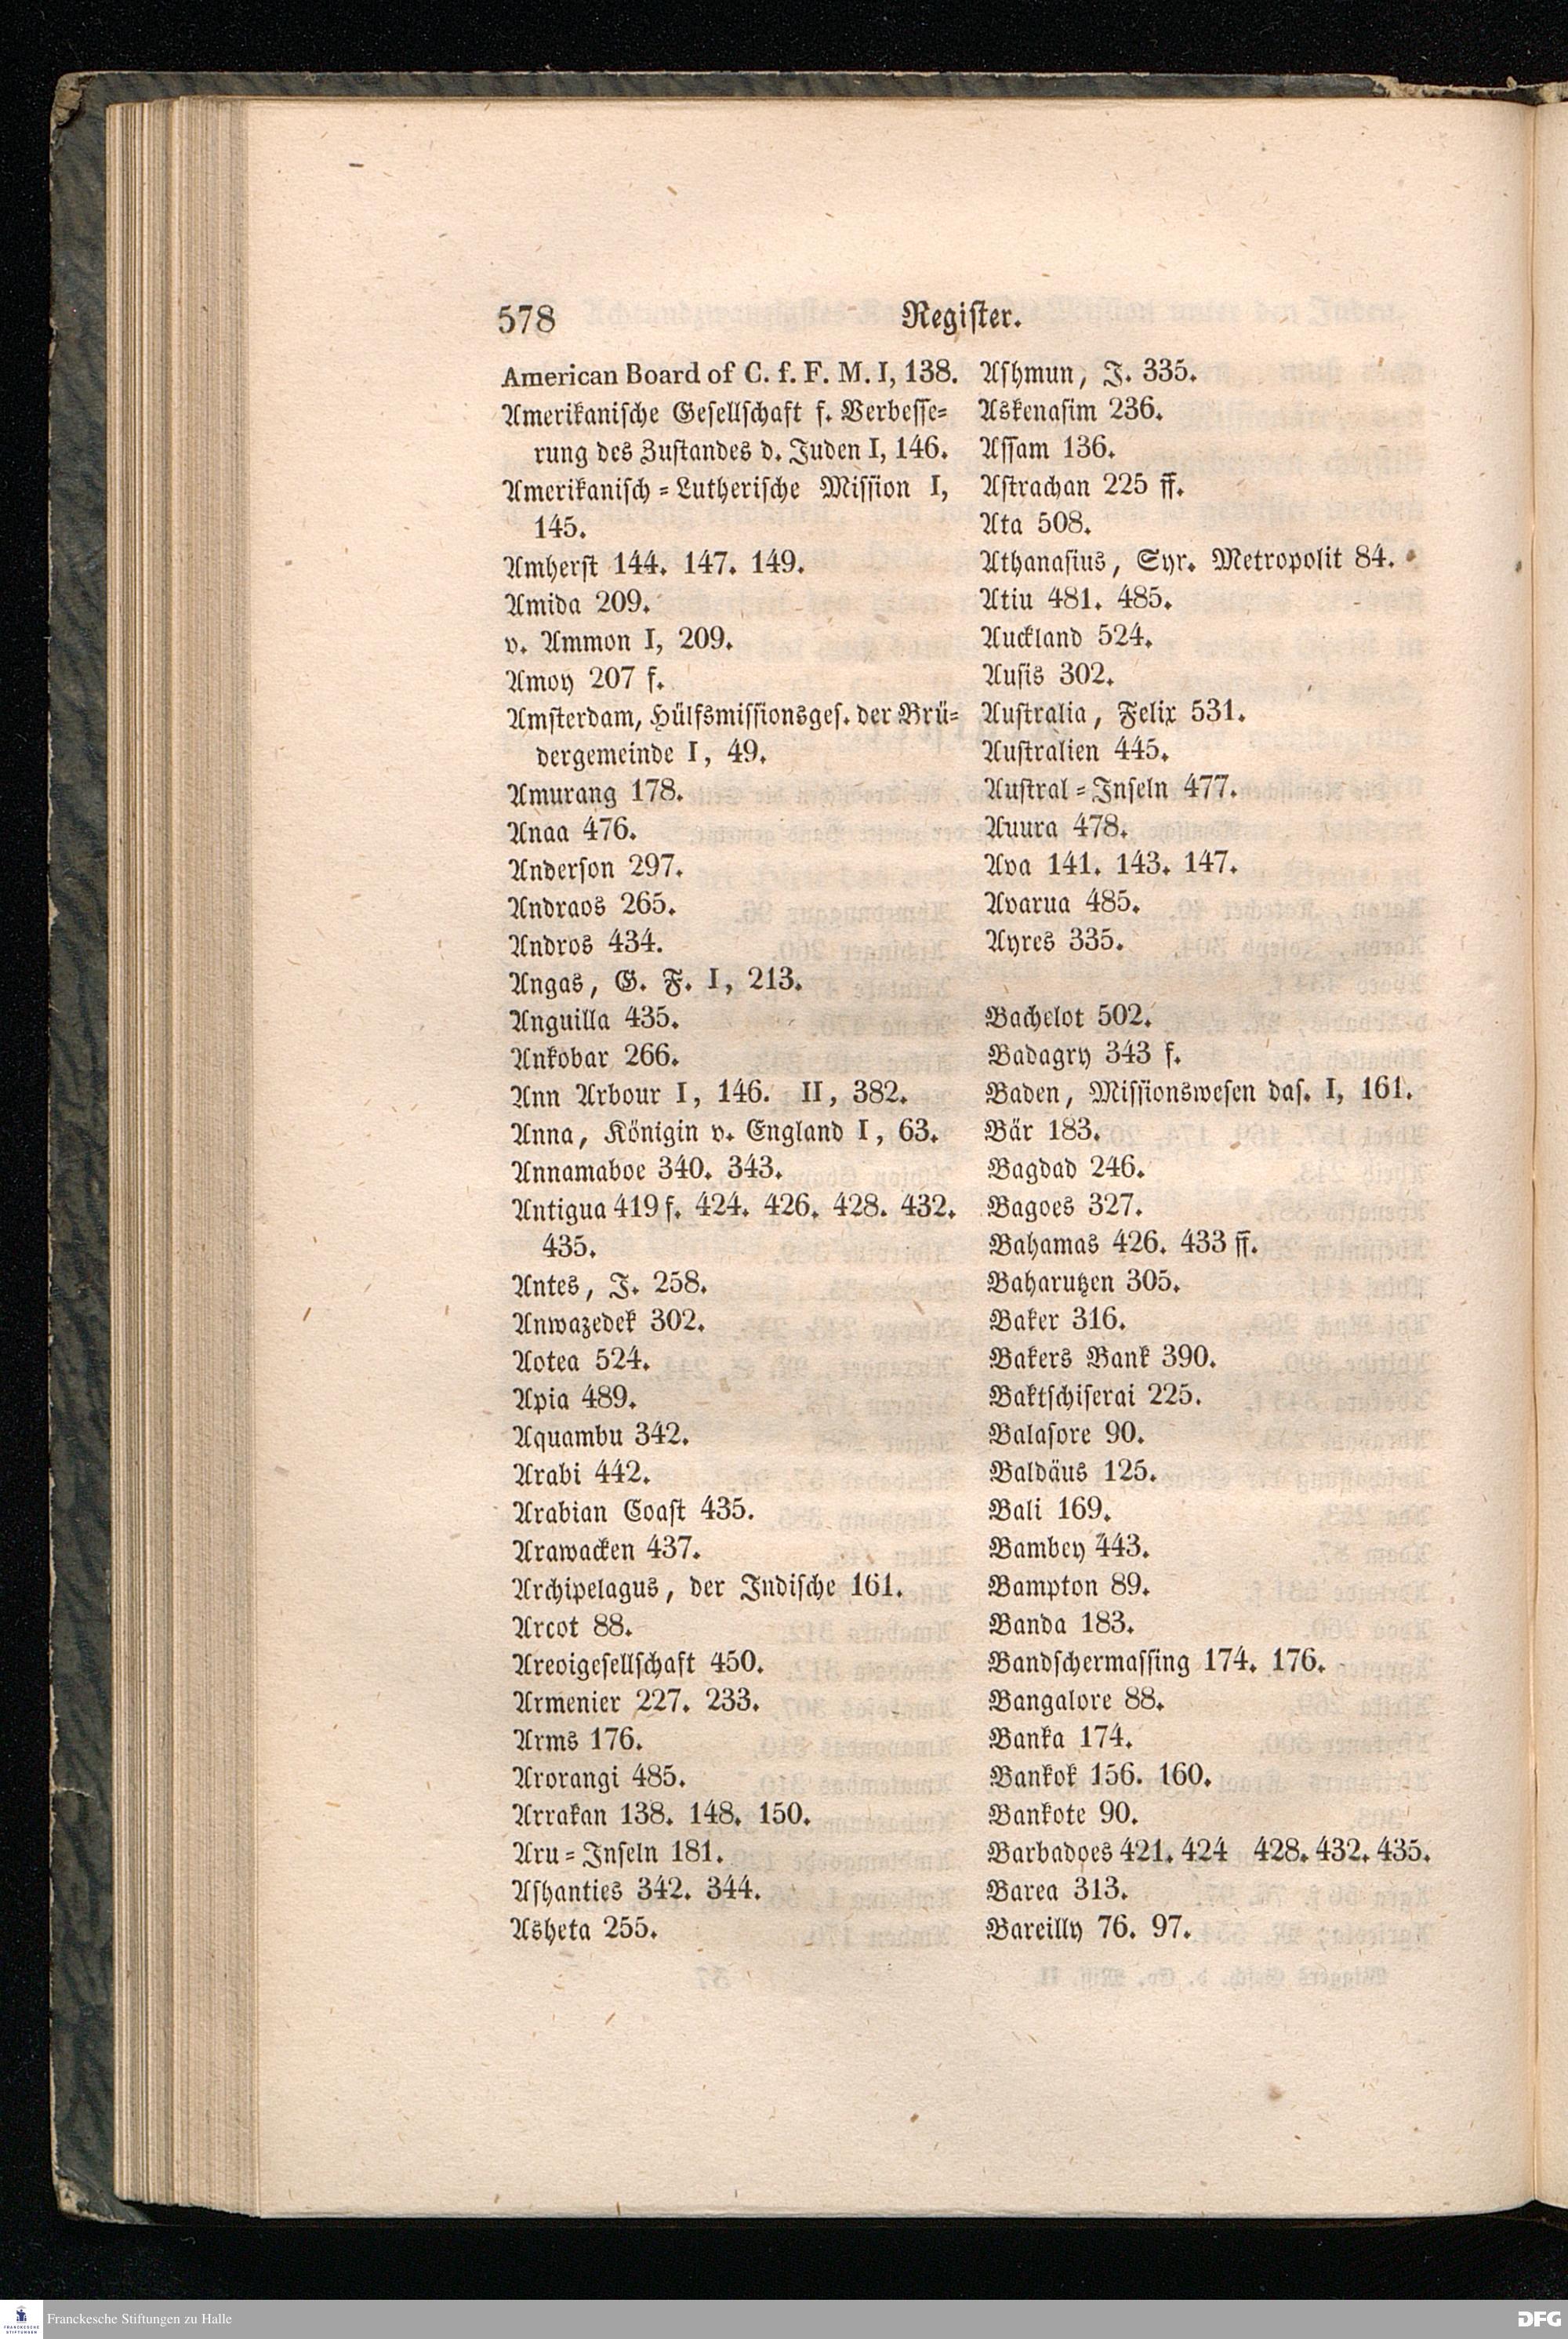 578
Register.
American Board of C. f. F. M. I, 138.
Amerikaniſche Geſellſchaft f. Verbeſſe-
rung des Zuſtandes d. Juden I, 146.
Amerikaniſch-Lutheriſche Miſſion I,
145.
Amherſt 144. 147. 149.
Amida 209.
v. Ammon I, 209.
Amoy 207 f.
Amſterdam, Hülfsmiſſionsgeſ. der Brü-
dergemeinde I, 49.
Amurang 178.
Anaa 476.
Anderſon 297.
Andraos 265.
Andros 434.
Angas, G. F. I, 213.
Anguilla 435.
Ankobar 266.
Ann Arbour I, 146. II, 382.
Anna, Königin v. England I, 63.
Annamaboe 340. 343.
Antigua 419 f. 424. 426. 428. 432.
435.
Antes, J. 258.
Anwazedek 302.
Aotea 524.
Apia 489.
Aquambu 342.
Arabi 442.
Arabian Coaſt 435.
Arawacken 437.
Archipelagus, der Indiſche 161.
Arcot 88.
Areoigeſellſchaft 450.
Armenier 227. 233.
Arms 176.
Arorangi 485.
Arrakan 138. 148. 150.
Aru-Inſeln 181.
Aſhanties 342. 344.
Asheta 255.
Aſhmun, J. 335.
Askenaſim 236.
Aſſam 136.
Aſtrachan 225 ff.
Ata 508.
Athanaſius, Syr. Metropolit 84.
Atiu 481. 485.
Auckland 524.
Auſis 302.
Auſtralia, Felix 531.
Auſtralien 445.
Auſtral-Inſeln 477.
Auura 478.
Ava 141. 143. 147.
Avarua 485.
Ayres 335.
Bachelot 502.
Badagry 343 f.
Baden, Miſſionsweſen daſ. I, 161.
Bär 183.
Bagdad 246.
Bagoes 327.
Bahamas 426. 433 ff.
Baharutzen 305.
Baker 316.
Bakers Bank 390.
Baktſchiſerai 225.
Balaſore 90.
Baldäus 125.
Bali 169.
Bambey 443.
Bampton 89.
Banda 183.
Bandſchermaſſing 174. 176.
Bangalore 88.
Banka 174.
Bankok 156. 160.
Bankote 90.
Barbadoes 421. 424 428. 432. 435.
Barea 313.
Bareilly 76. 97.
Franckesche Stiftungen zu Halle
FRANCKESCHE
STIFTUNGEN
DFG